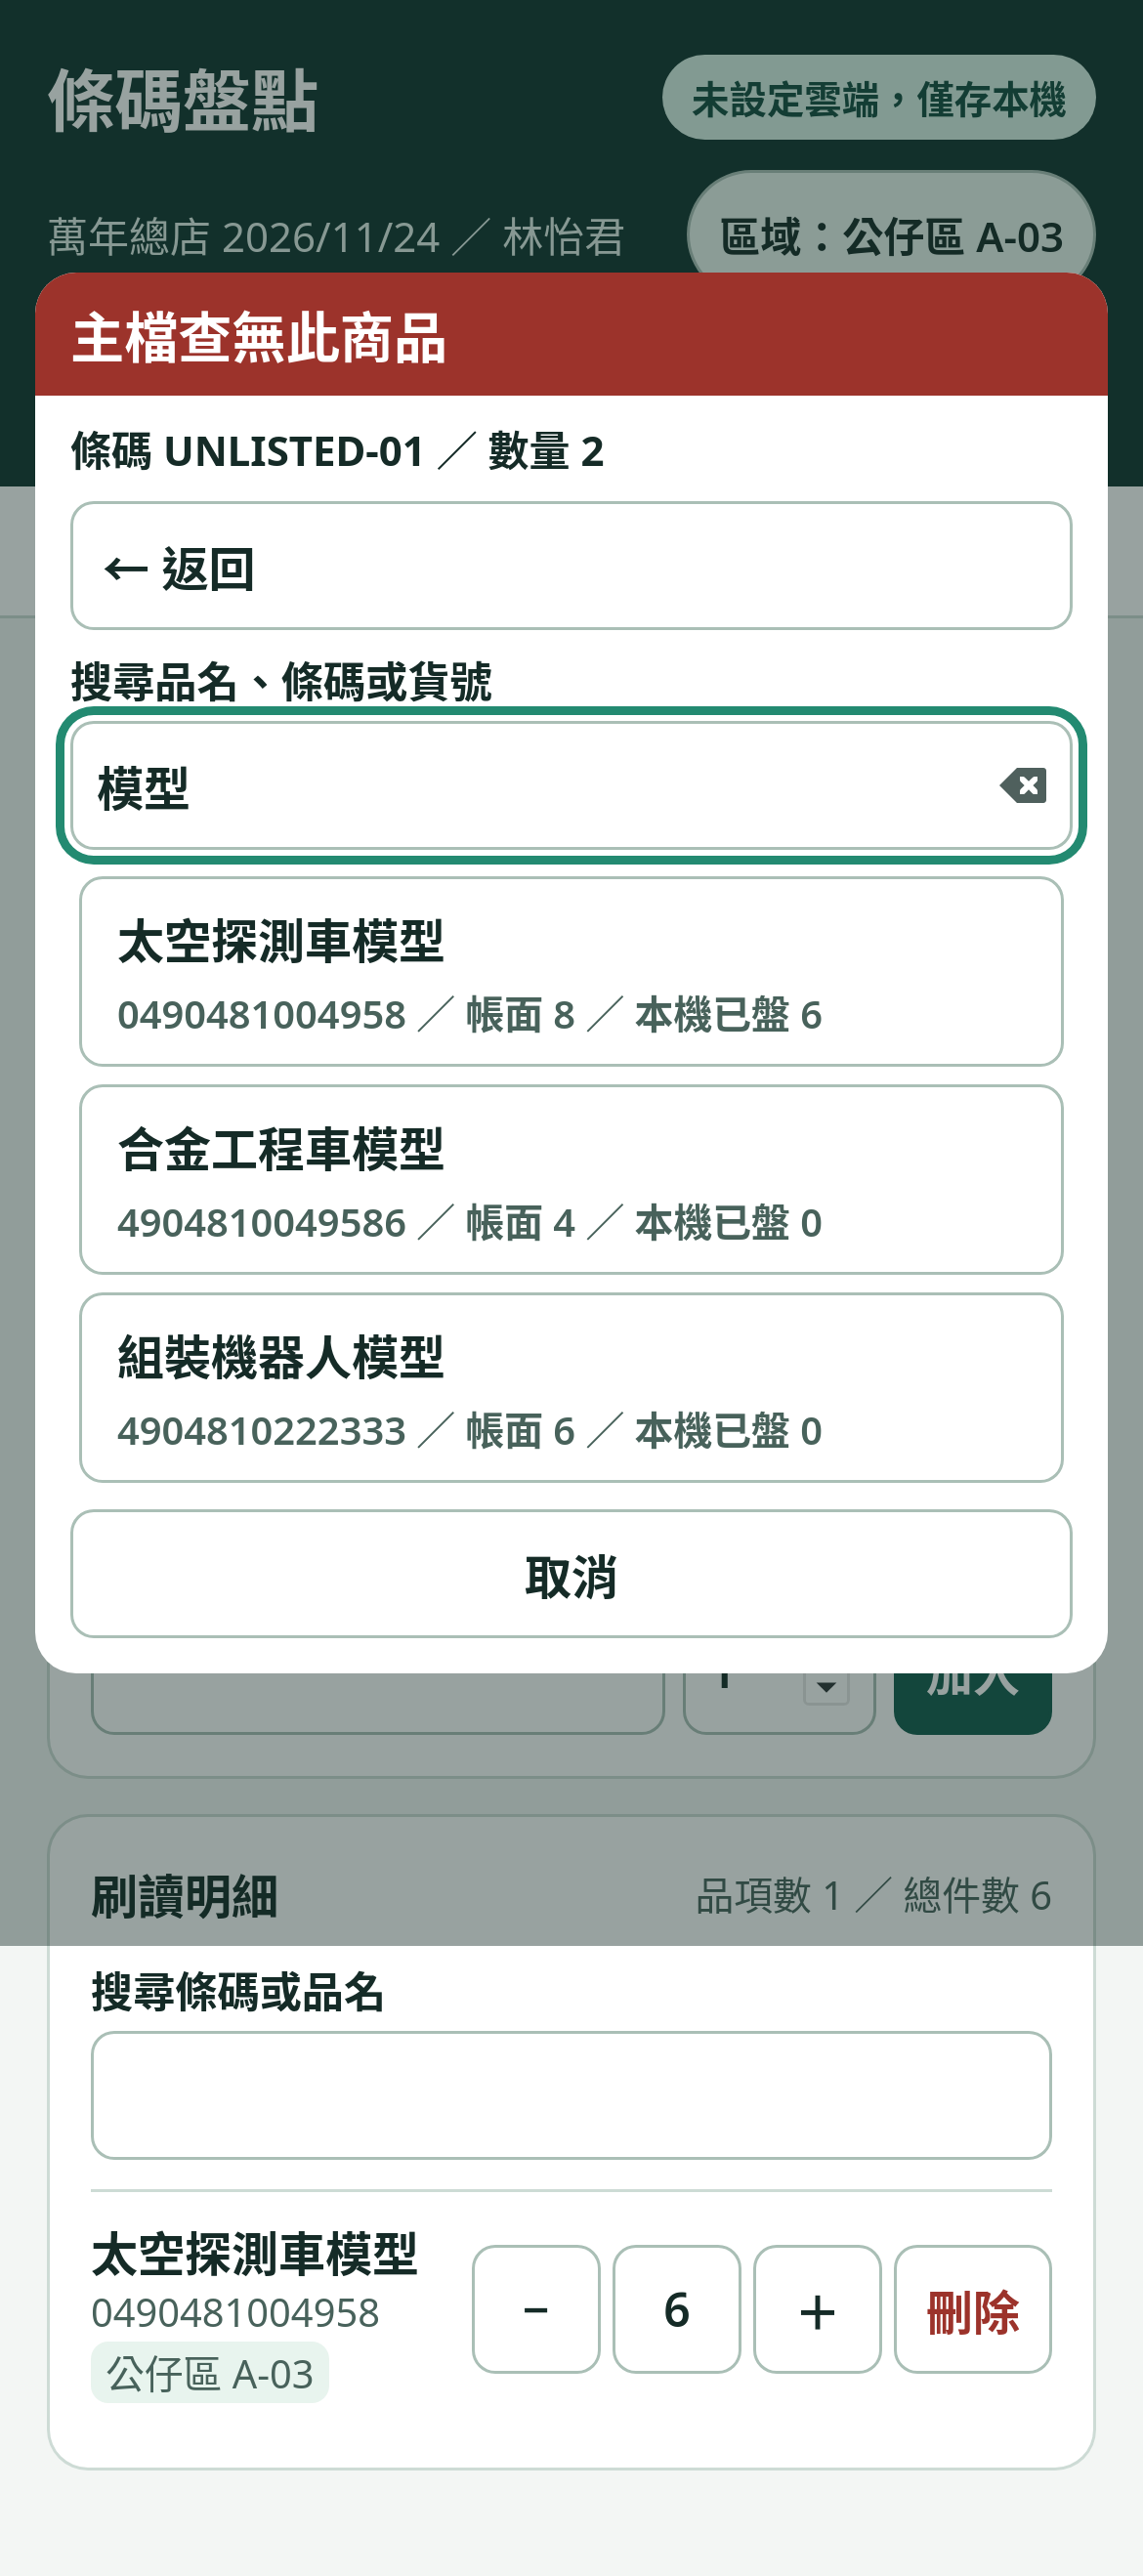 條碼盤點
未設定雲端，僅存本機
萬年總店 2026/11/24 ／ 林怡君
區域：公仔區 A-03
主檔查無此商品
條碼 UNLISTED-01 ／ 數量 2
← 返回
搜尋品名、條碼或貨號
模型
太空探測車模型
0490481004958 ／ 帳面 8 ／ 本機已盤 6
合金工程車模型
4904810049586 ／ 帳面 4 ／ 本機已盤 0
組裝機器人模型
4904810222333 ／ 帳面 6 ／ 本機已盤 0
取消
加入
刷讀明細
品項數 1 ／ 總件數 6
搜尋條碼或品名
太空探測車模型
0490481004958
公仔區 A-03
− 6 + 刪除